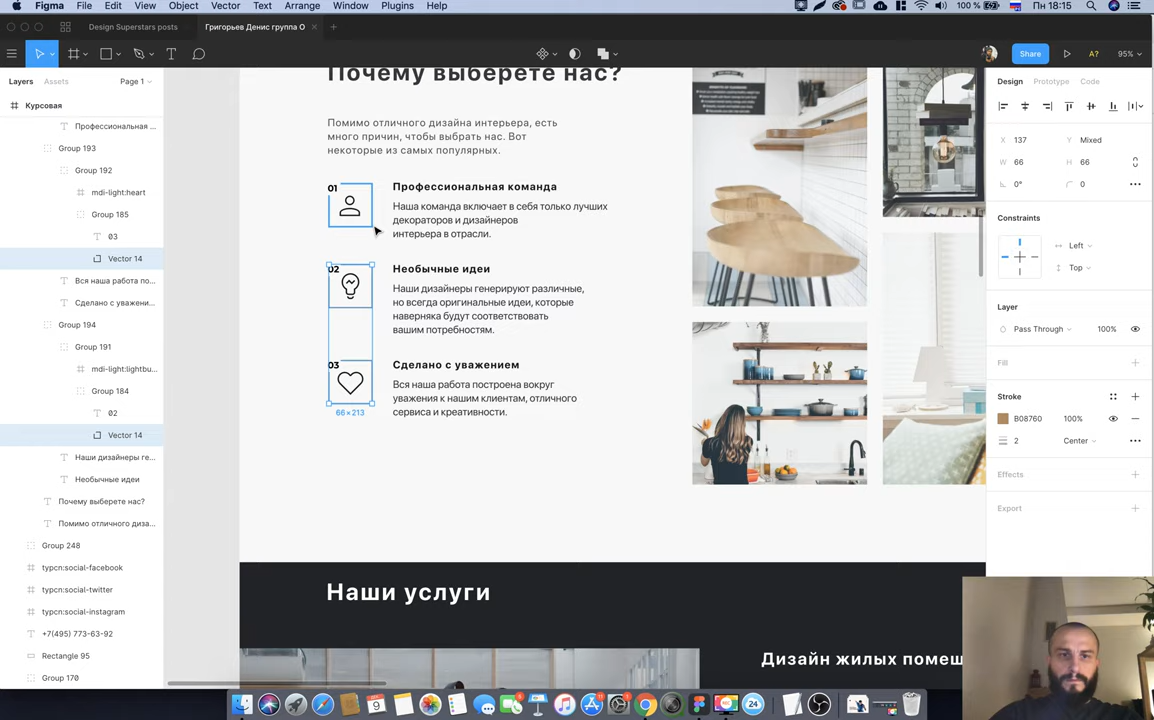 Figma File Edit View Object Vector Text Arrange Window Plugins Help
100 % Пн 18:15
Design Superstars posts
Григорьев Денис группа О
Share
A?
95%
Layers
Assets
Page 1
Курсовая
Профессиональная ...
Group 193
Group 192
mdi-light:heart
Group 185
03
Vector 14
Вся наша работа по...
Сделано с уважени...
Group 194
Group 191
mdi-light:lightbu...
Group 184
02
Vector 14
Наши дизайнеры ге...
Необычные идеи
Почему выберете нас?
Помимо отличного диза...
Group 248
typcn:social-facebook
typcn:social-twitter
typcn:social-instagram
+7(495) 773-63-92
Rectangle 95
Group 170
Почему выберете нас?
Помимо отличного дизайна интерьера, есть
много причин, чтобы выбрать нас. Вот
некоторые из самых популярных.
01
Профессиональная команда
Наша команда включает в себя только лучших
декораторов и дизайнеров
интерьера в отрасли.
02
Необычные идеи
Наши дизайнеры генерируют различные,
но всегда оригинальные идеи, которые
наверняка будут соответствовать
вашим потребностям.
03
Сделано с уважением
Вся наша работа построена вокруг
уважения к нашим клиентам, отличного
сервиса и креативности.
66 × 213
Наши услуги
Дизайн жилых помещ
Design
Prototype
Code
X 137
Y Mixed
W 66
H 66
0°
0
Constraints
Left
Top
Layer
Pass Through
100%
Fill
Stroke
B08760
100%
2
Center
Effects
Export